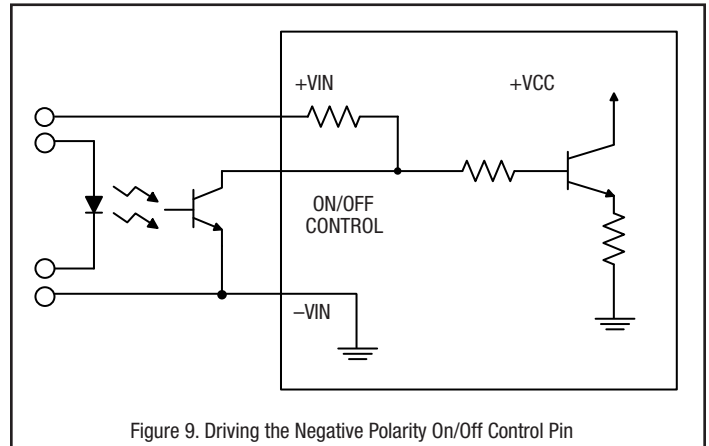 +VIN
+VCC
ON/OFF
CONTROL
–VIN
Figure 9. Driving the Negative Polarity On/Off Control Pin